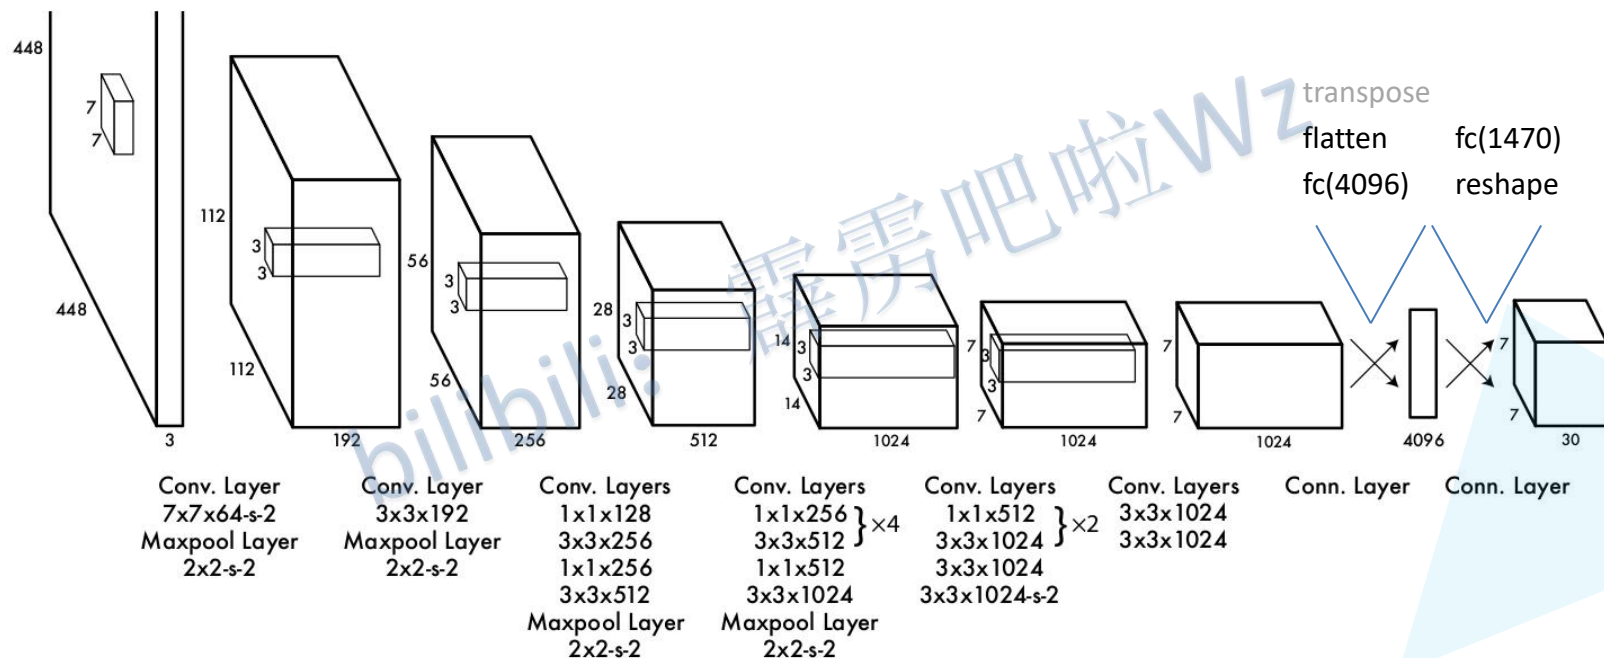 448
7
7
448
3
112
3
3
112
192
56
3
3
56
256
28
3
3
28
512
14
3
3
14
1024
7
3
3
7
1024
7
7
1024
4096
7
7
30
transpose
flatten fc(1470)
fc(4096) reshape
bilibili: 霹雳吧啦Wz
Conv. Layer
7x7x64-s-2
Maxpool Layer
2x2-s-2
Conv. Layer
3x3x192
Maxpool Layer
2x2-s-2
Conv. Layers
1x1x128
3x3x256
1x1x256
3x3x512
Maxpool Layer
2x2-s-2
Conv. Layers
1x1x256
3x3x512 } ×4
1x1x512
3x3x1024
Maxpool Layer
2x2-s-2
Conv. Layers
1x1x512
3x3x1024 } ×2
3x3x1024
3x3x1024-s-2
Conv. Layers
3x3x1024
3x3x1024
Conn. Layer
Conn. Layer